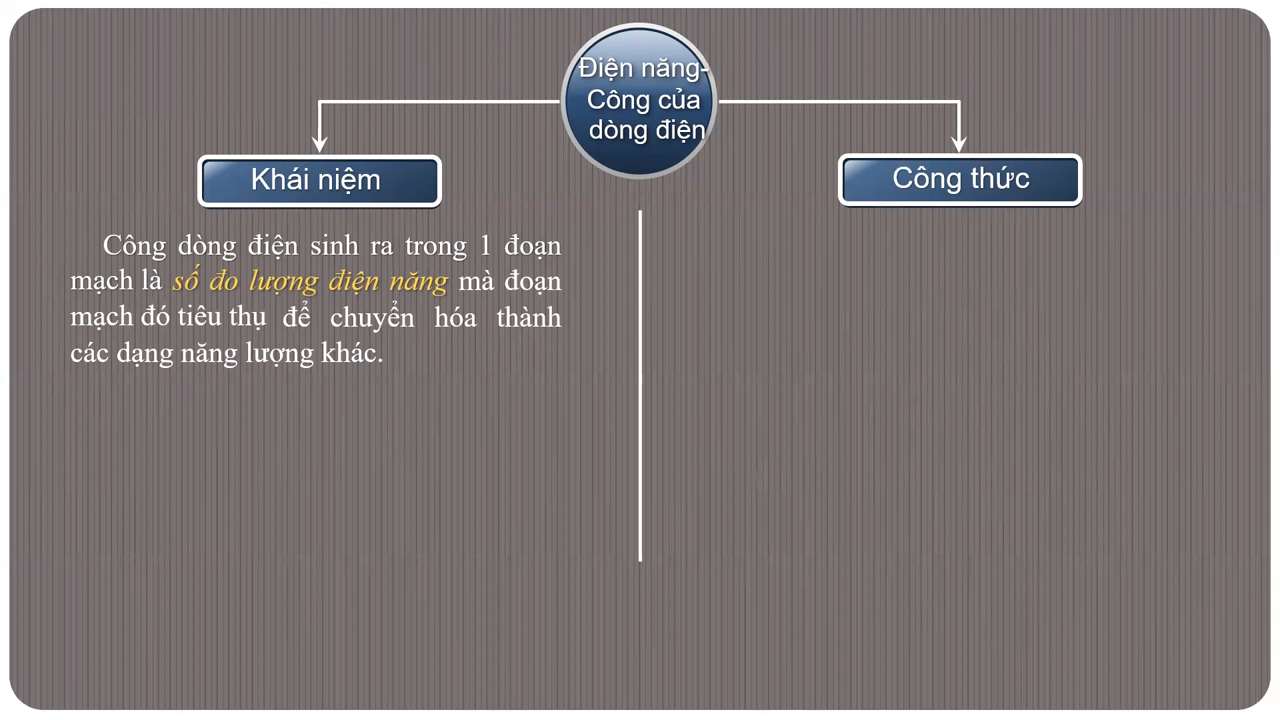 Điện năng-
Công của
dòng điện
Khái niệm
Công thức
Công dòng điện sinh ra trong 1 đoạn
mạch là số đo lượng điện năng mà đoạn
mạch đó tiêu thụ để chuyển hóa thành
các dạng năng lượng khác.